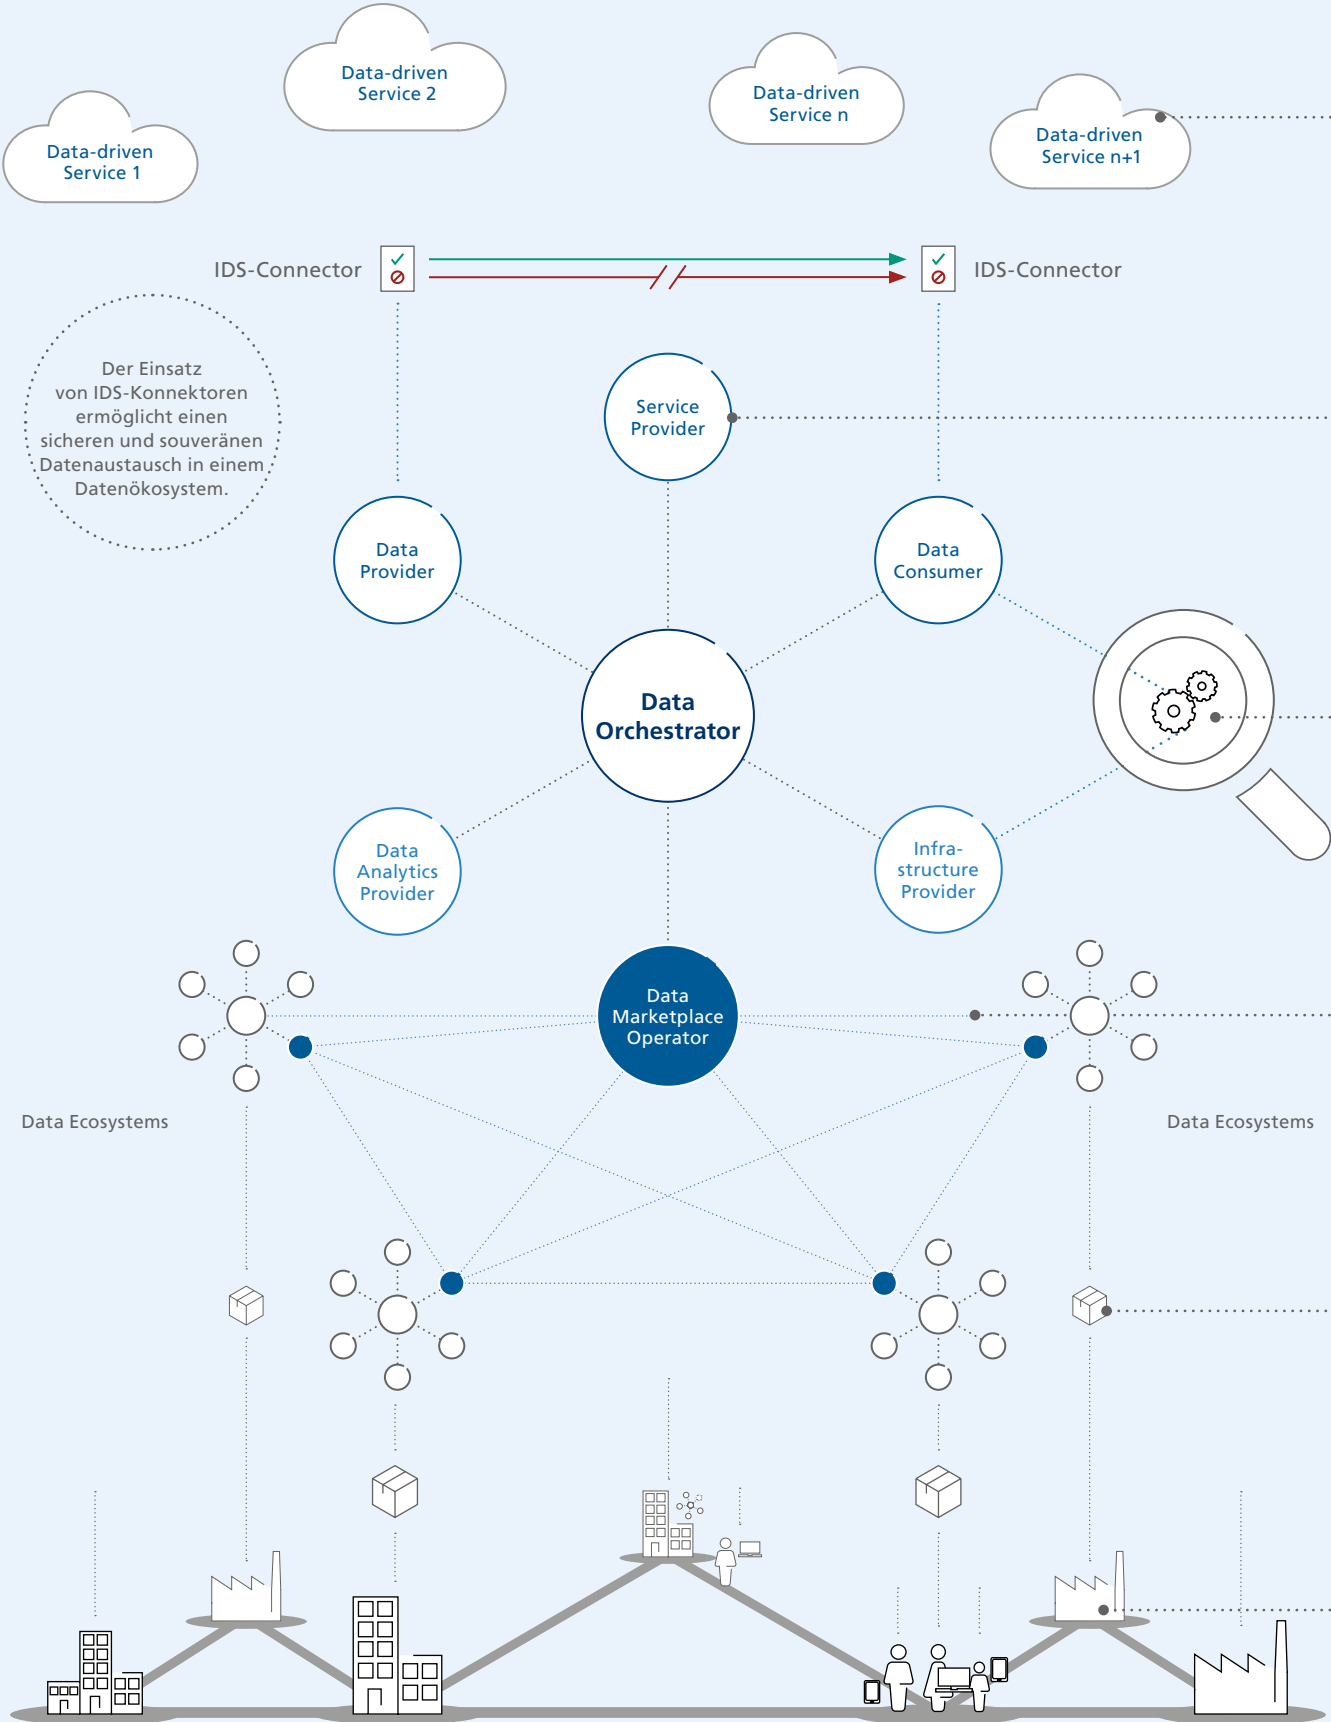 Data-driven
Service 2
Data-driven
Service n
Data-driven
Service n+1
Data-driven
Service 1
IDS-Connector
IDS-Connector
Der Einsatz
von IDS-Konnektoren
ermöglicht einen
sicheren und souveränen
Datenaustausch in einem
Datenökosystem.
Service
Provider
Data
Provider
Data
Consumer
Data
Orchestrator
Data
Analytics
Provider
Infra-
structure
Provider
Data
Marketplace
Operator
Data Ecosystems
Data Ecosystems